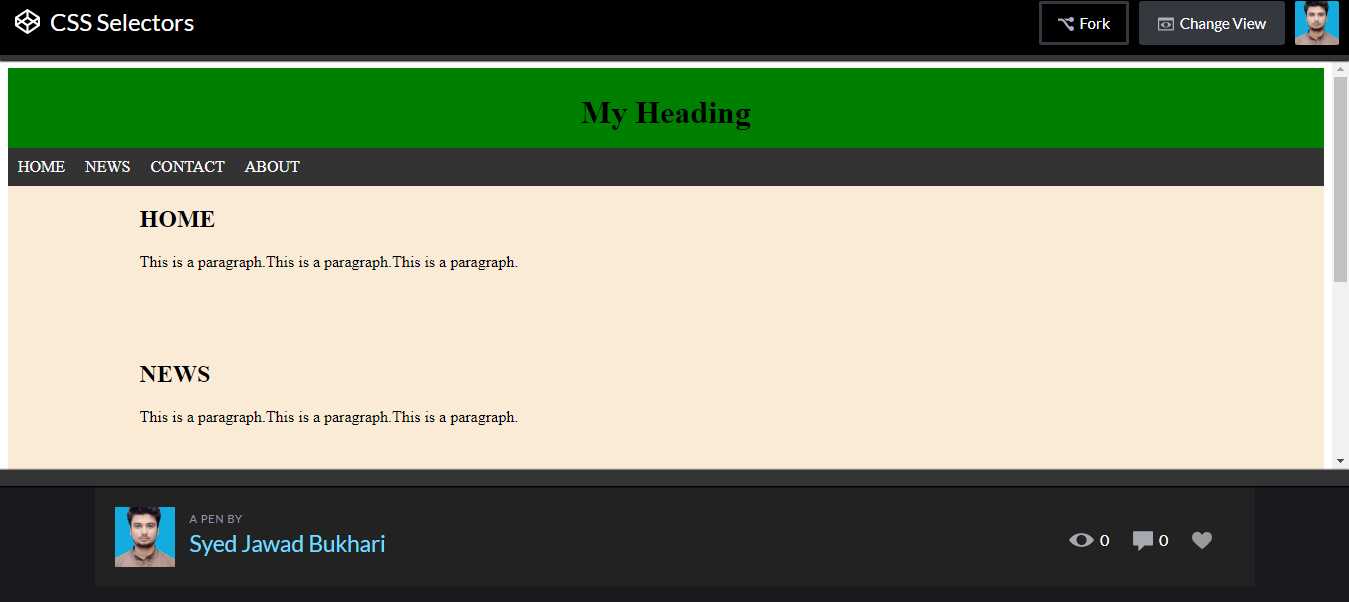 CSS Selectors
Fork
Change View
My Heading
HOME NEWS CONTACT ABOUT
HOME
This is a paragraph.This is a paragraph.This is a paragraph.
NEWS
This is a paragraph.This is a paragraph.This is a paragraph.
A PEN BY
Syed Jawad Bukhari
0 0